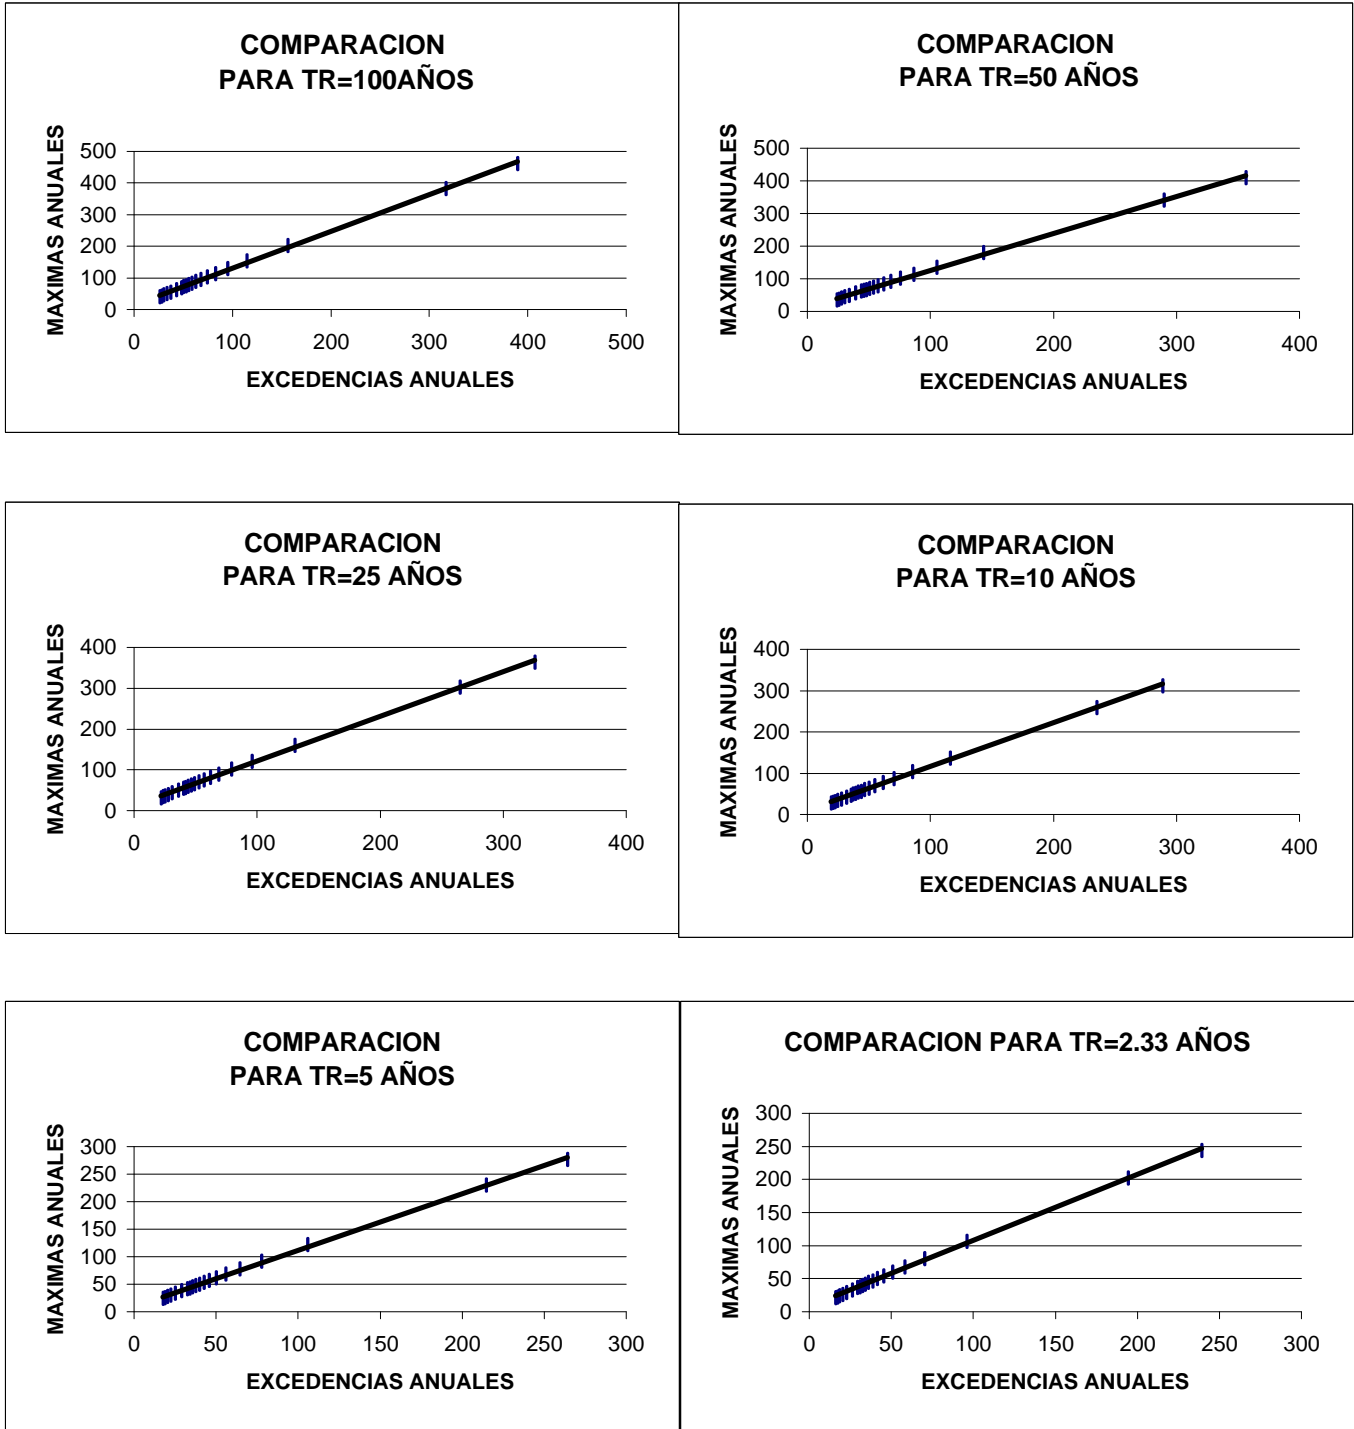 COMPARACION
PARA TR=100AÑOS
MAXIMAS ANUALES
500
400
300
200
100
0
0 100 200 300 400 500
EXCEDENCIAS ANUALES
COMPARACION
PARA TR=50 AÑOS
MAXIMAS ANUALES
500
400
300
200
100
0
0 100 200 300 400
EXCEDENCIAS ANUALES
COMPARACION
PARA TR=25 AÑOS
MAXIMAS ANUALES
400
300
200
100
0
0 100 200 300 400
EXCEDENCIAS ANUALES
COMPARACION
PARA TR=10 AÑOS
MAXIMAS ANUALES
400
300
200
100
0
0 100 200 300 400
EXCEDENCIAS ANUALES
COMPARACION
PARA TR=5 AÑOS
MAXIMAS ANUALES
300
250
200
150
100
50
0
0 50 100 150 200 250 300
EXCEDENCIAS ANUALES
COMPARACION PARA TR=2.33 AÑOS
MAXIMAS ANUALES
300
250
200
150
100
50
0
0 50 100 150 200 250 300
EXCEDENCIAS ANUALES